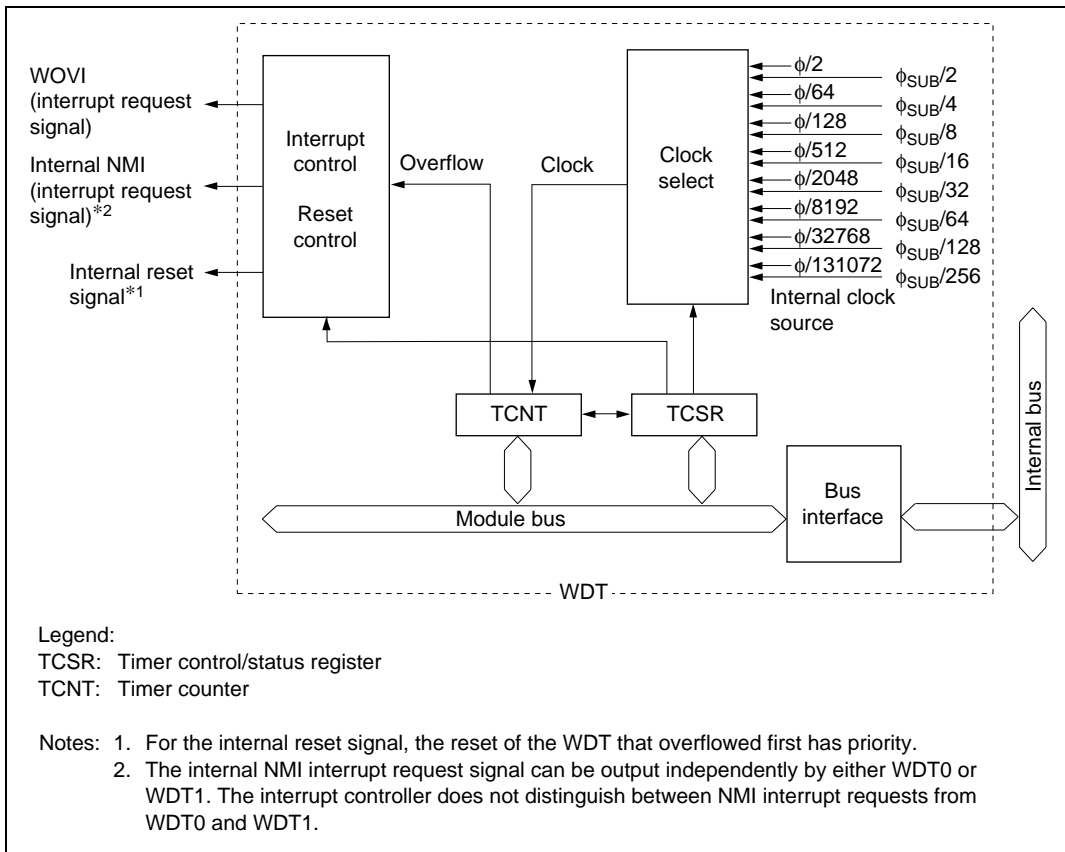 WOVI
(interrupt request
signal)
Internal NMI
(interrupt request
signal)*2
Internal reset
signal*1
Interrupt
control
Reset
control
Overflow
Clock
Clock
select
ϕ/2
ϕSUB/2
ϕ/64
ϕSUB/4
ϕ/128
ϕSUB/8
ϕ/512
ϕSUB/16
ϕ/2048
ϕSUB/32
ϕ/8192
ϕSUB/64
ϕ/32768
ϕSUB/128
ϕ/131072
ϕSUB/256
Internal clock
source
TCNT
TCSR
Module bus
Bus
interface
Internal bus
WDT
Legend:
TCSR: Timer control/status register
TCNT: Timer counter
Notes: 1. For the internal reset signal, the reset of the WDT that overflowed first has priority.
2. The internal NMI interrupt request signal can be output independently by either WDT0 or
WDT1. The interrupt controller does not distinguish between NMI interrupt requests from
WDT0 and WDT1.